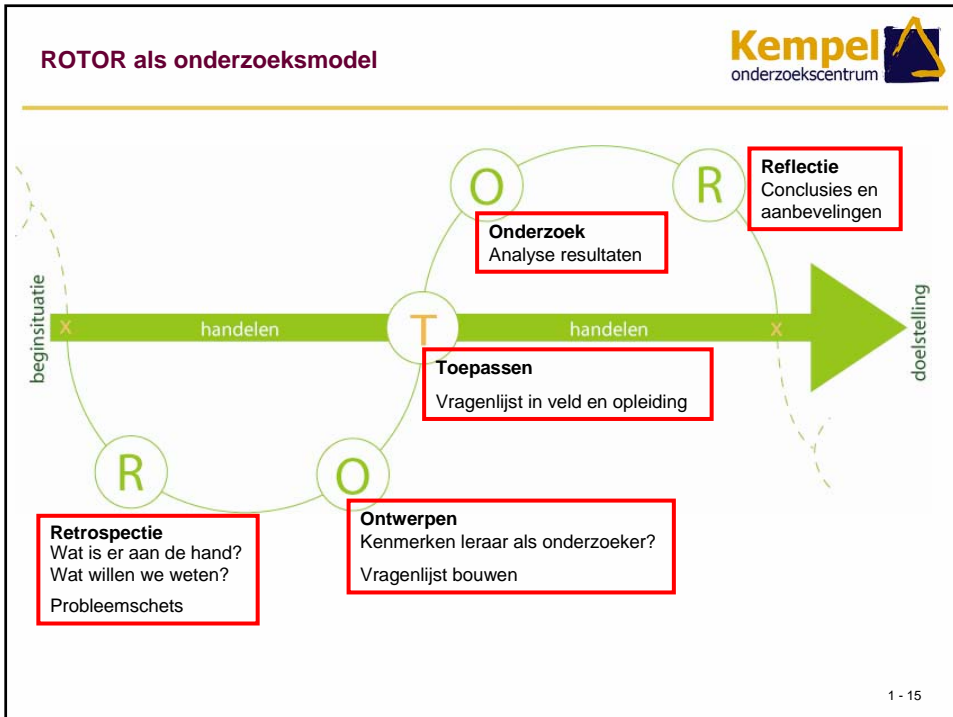 ROTOR als onderzoeksmodel
Kempel
onderzoekscentrum
O
R
Reflectie
Conclusies en
aanbevelingen
Onderzoek
Analyse resultaten
beginsituatie
x
handelen
T
handelen
x
doelstelling
Toepassen
Vragenlijst in veld en opleiding
R
O
Retrospectie
Wat is er aan de hand?
Wat willen we weten?
Probleemschets
Ontwerpen
Kenmerken leraar als onderzoeker?
Vragenlijst bouwen
1 - 15